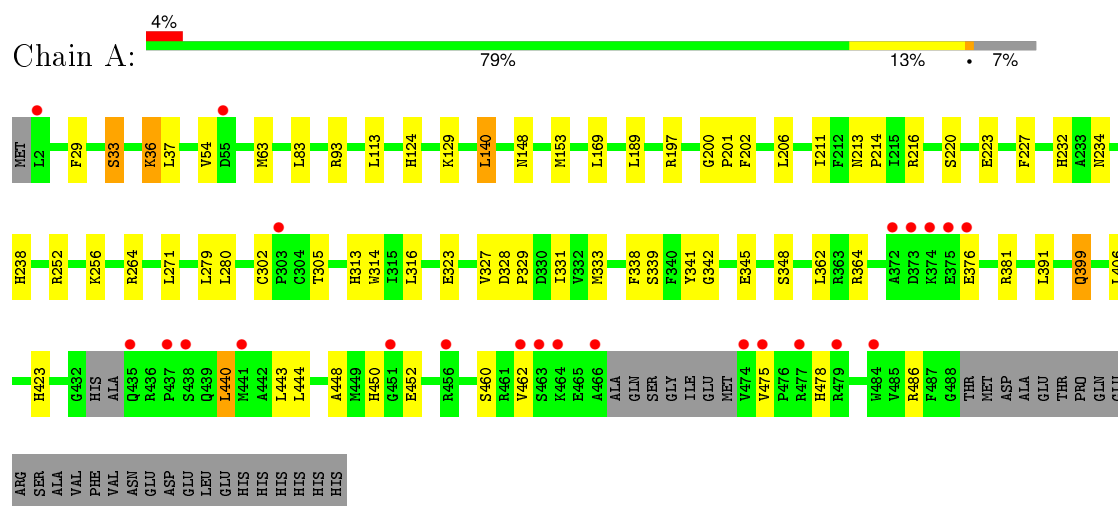 4%
Chain A:
79% 13% • 7%
MET L2 F29 S33 K36 L37 V54 D55 M63 L83 R93 L113 H124 K129 L140 N148 M153 L169 L189 R197 G200 P201 F202 L206 I211 F212 N213 P214 I215 R216 S220 E223 F227 H232 A233 N234
H238 R252 K256 R264 L271 L279 L280 C302 P303 C304 T305 H313 W314 I315 L316 E323 V327 D328 P329 D330 I331 V332 M333 F338 S339 F340 Y341 G342 E345 S348 L362 R363 R364 A372 D373 K374 E375 E376 R381 L391 Q399 L406
H423 G432 HIS ALA Q435 R436 P437 S438 Q439 L440 M441 A442 L443 L444 A448 M449 H450 G451 E452 R456 S460 R461 V462 S463 K464 E465 A466 ALA GLN SER GLY ILE GLU MET V474 V475 P476 R477 H478 R479 W484 V485 R486 F487 G488 THR MET ASP ALA GLU THR PRO GLN GLU
ARG SER ALA VAL PHE VAL ASN GLU ASP GLU LEU GLU HIS HIS HIS HIS HIS HIS